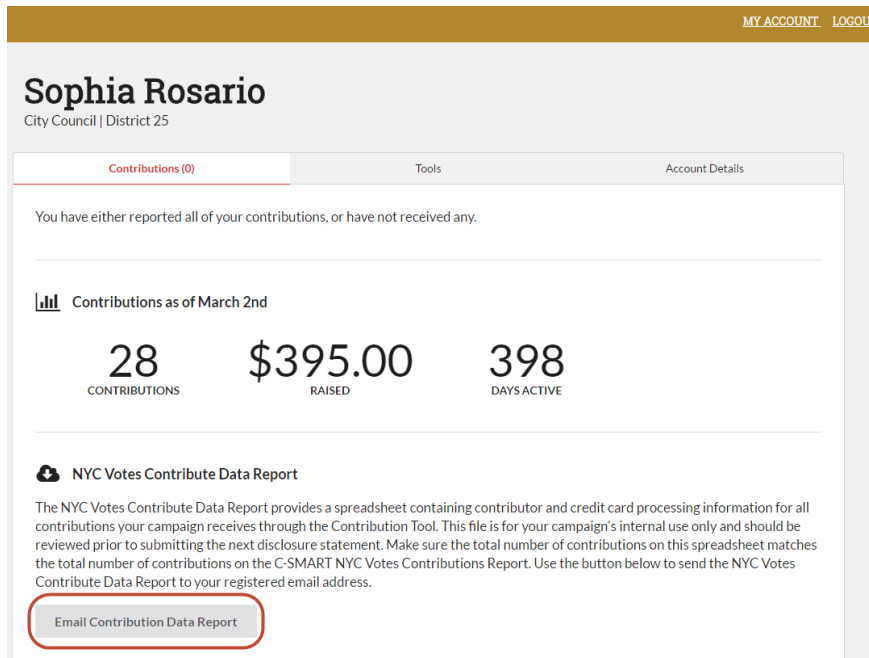 MY ACCOUNT LOGOU
Sophia Rosario
City Council | District 25
Contributions (0) Tools Account Details
You have either reported all of your contributions, or have not received any.
Contributions as of March 2nd
28 $395.00 398
CONTRIBUTIONS RAISED DAYS ACTIVE
NYC Votes Contribute Data Report
The NYC Votes Contribute Data Report provides a spreadsheet containing contributor and credit card processing information for all
contributions your campaign receives through the Contribution Tool. This file is for your campaign's internal use only and should be
reviewed prior to submitting the next disclosure statement. Make sure the total number of contributions on this spreadsheet matches
the total number of contributions on the C-SMART NYC Votes Contributions Report. Use the button below to send the NYC Votes
Contribute Data Report to your registered email address.
Email Contribution Data Report